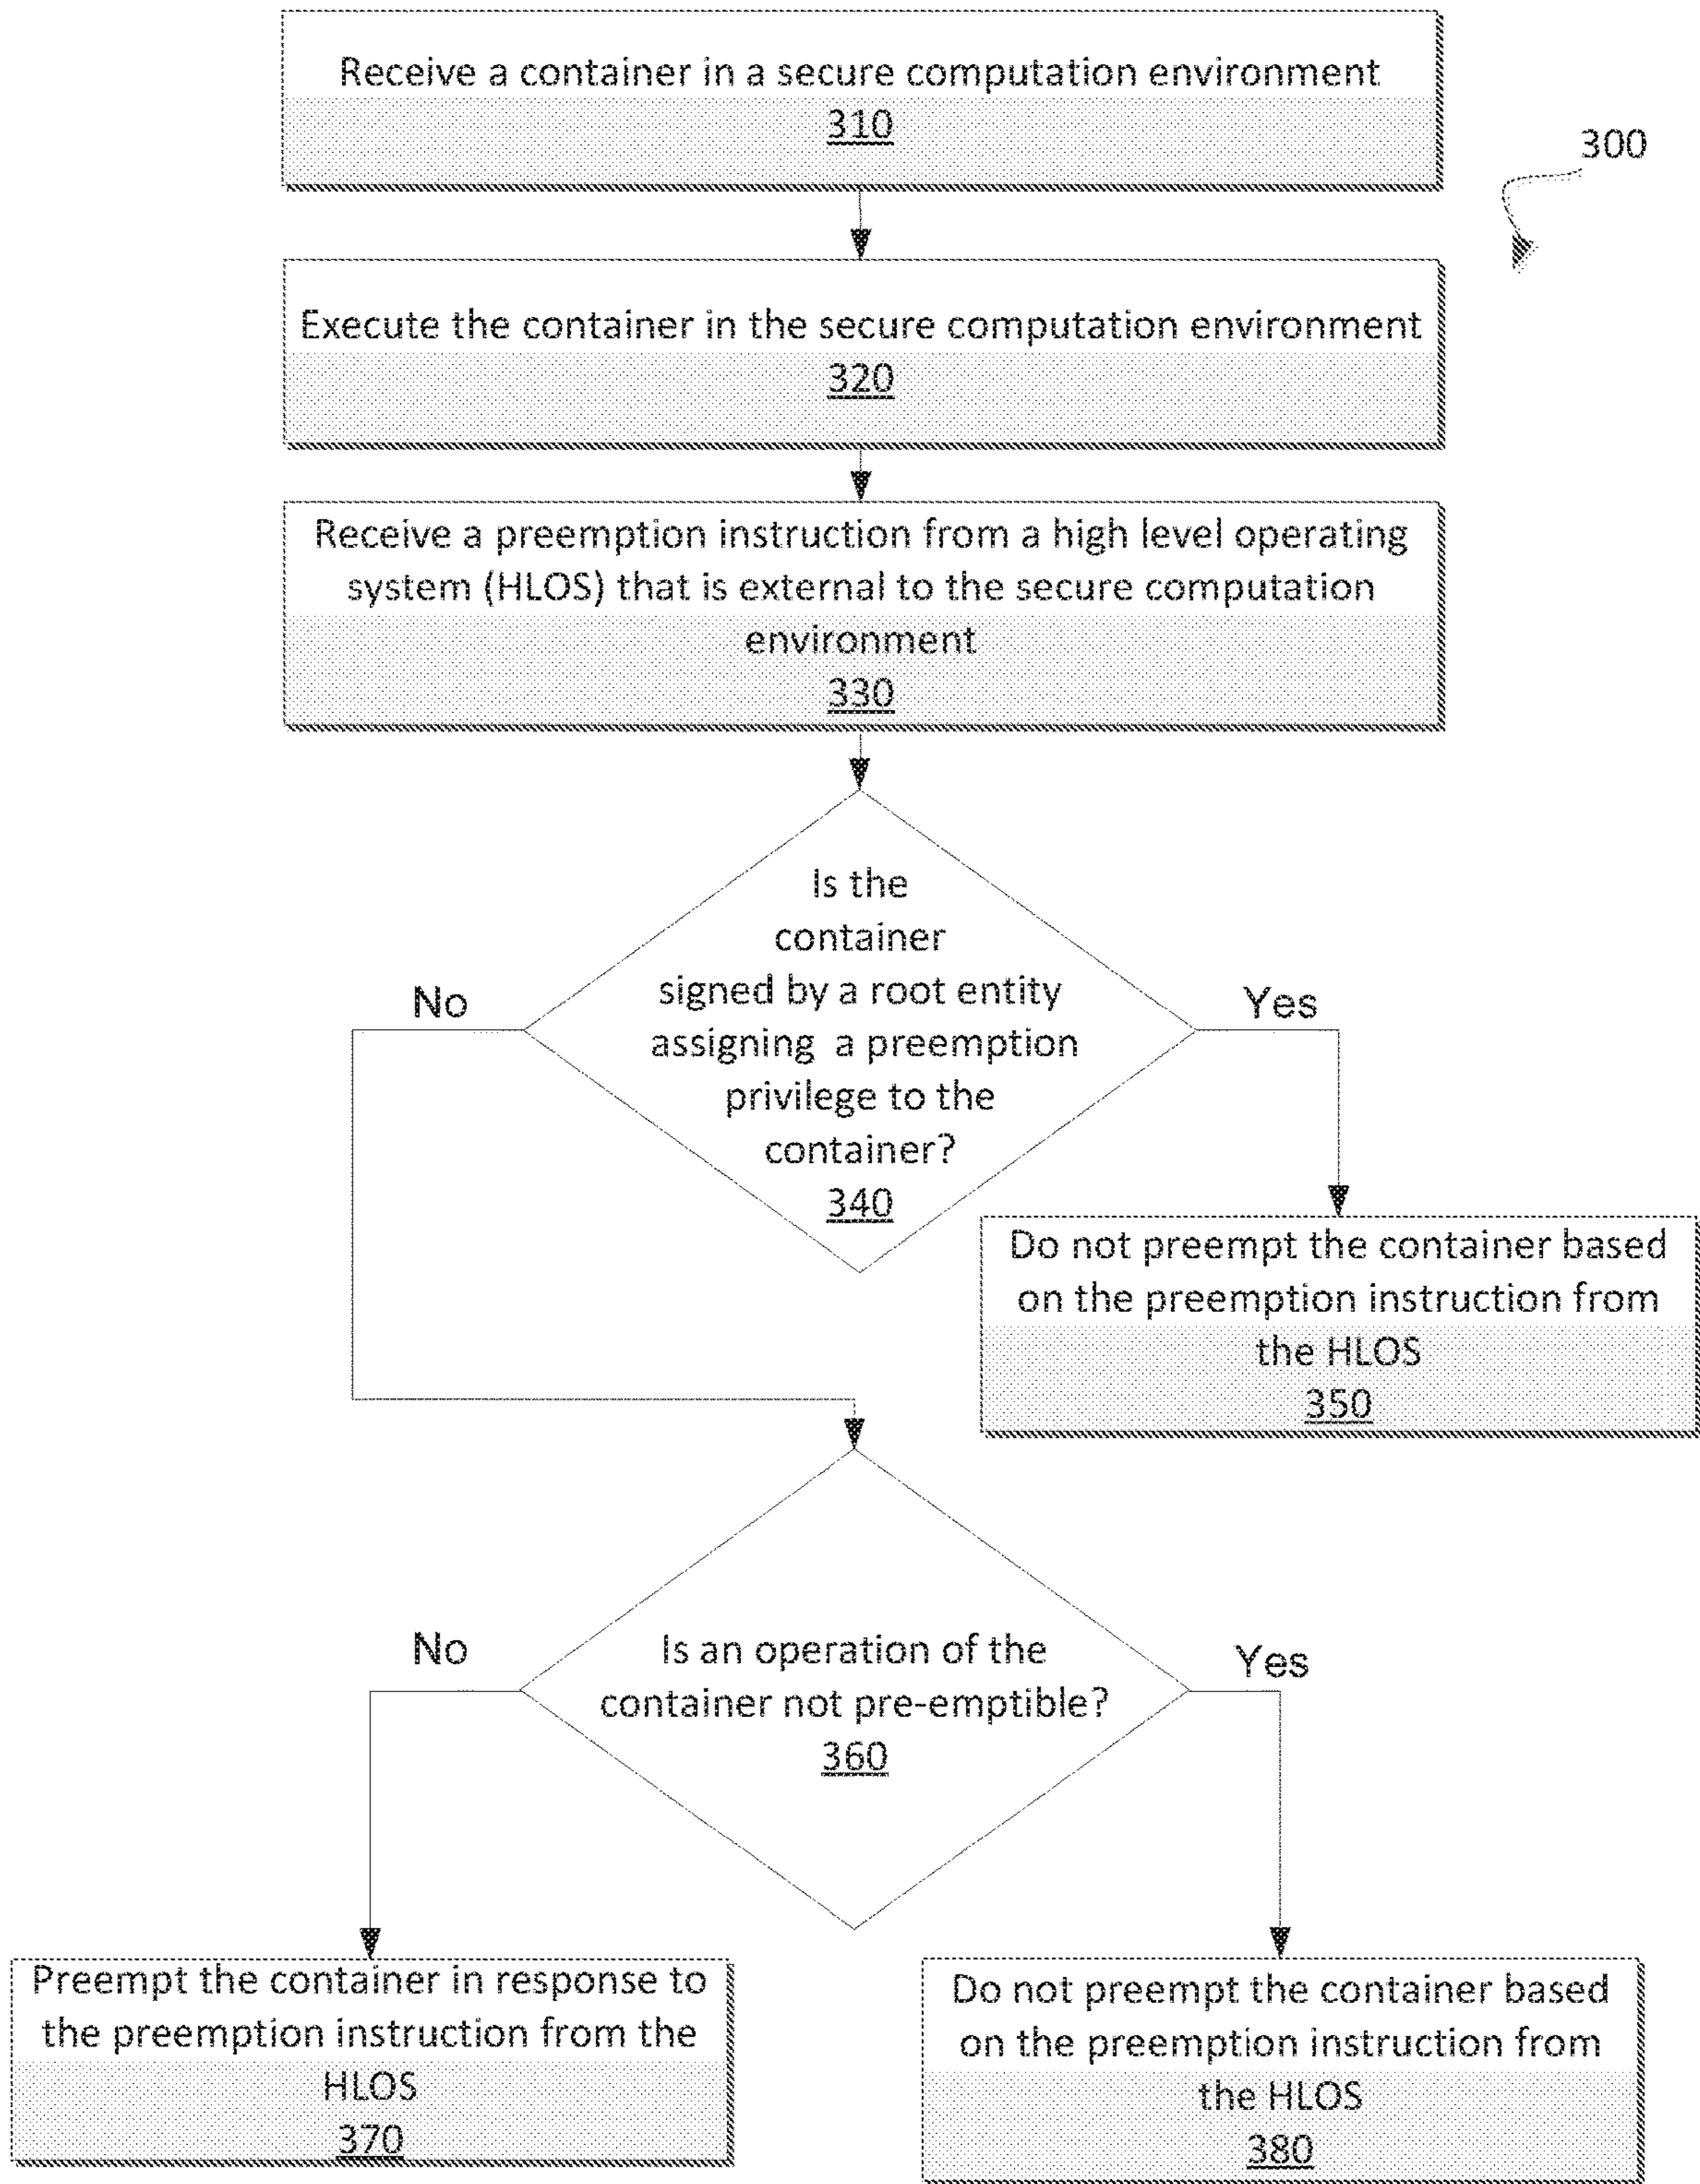 Receive a container in a secure computation environment
310
300
Execute the container in the secure computation environment
320
Receive a preemption instruction from a high level operating
system (HLOS) that is external to the secure computation
environment
330
Is the
container
signed by a root entity
assigning a preemption
privilege to the
container?
340
No
Yes
Do not preempt the container based
on the preemption instruction from
the HLOS
350
Is an operation of the
container not pre-emptible?
360
No
Yes
Preempt the container in response to
the preemption instruction from the
HLOS
370
Do not preempt the container based
on the preemption instruction from
the HLOS
380